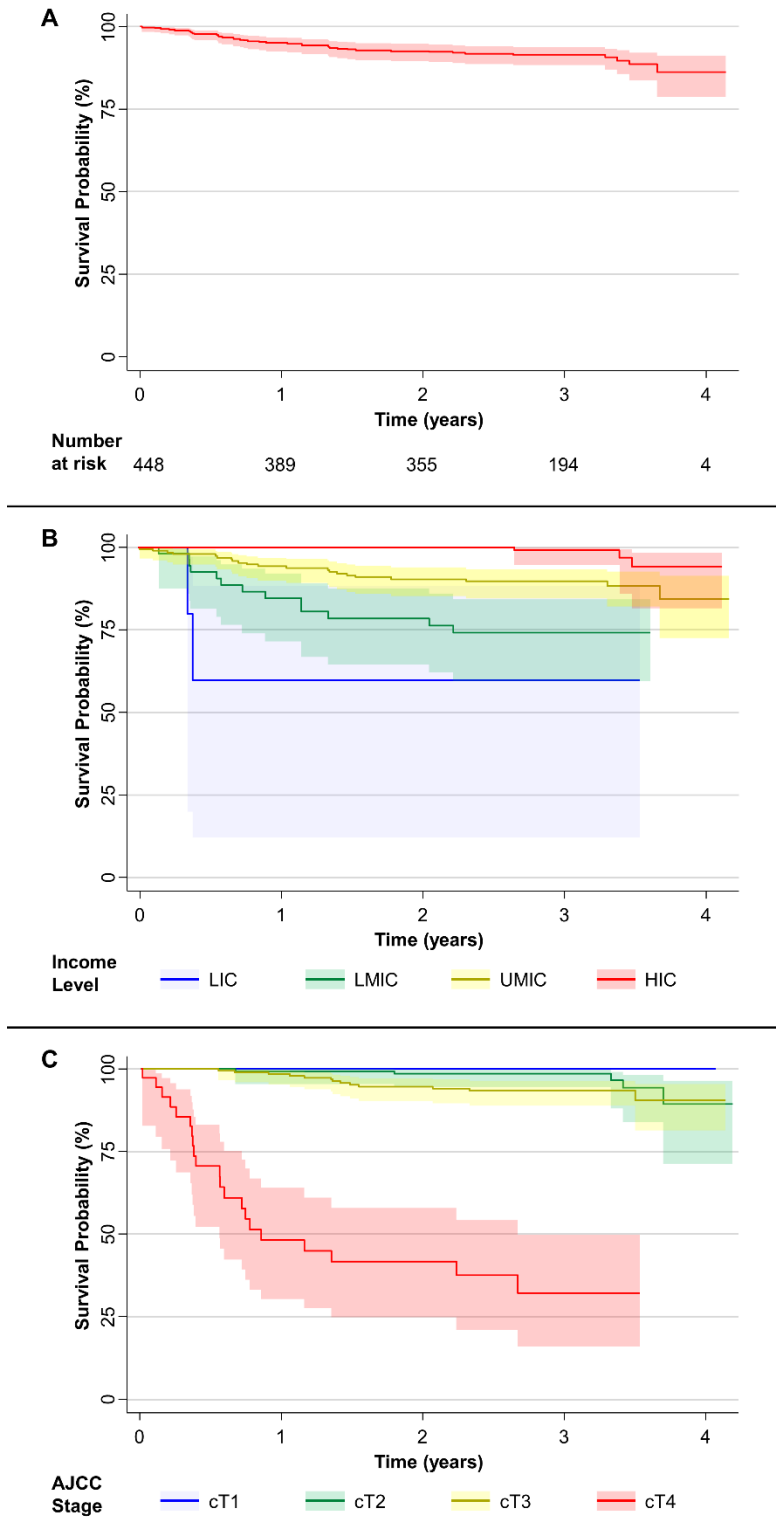 A
100
75
50
25
0
Survival Probability (%)
0 1 2 3 4
Time (years)
Number
at risk
448 389 355 194 4
B
100
75
50
25
0
Survival Probability (%)
0 1 2 3 4
Time (years)
Income
Level
LIC LMIC UMIC HIC
C
100
75
50
25
0
Survival Probability (%)
0 1 2 3 4
Time (years)
AJCC
Stage
cT1 cT2 cT3 cT4